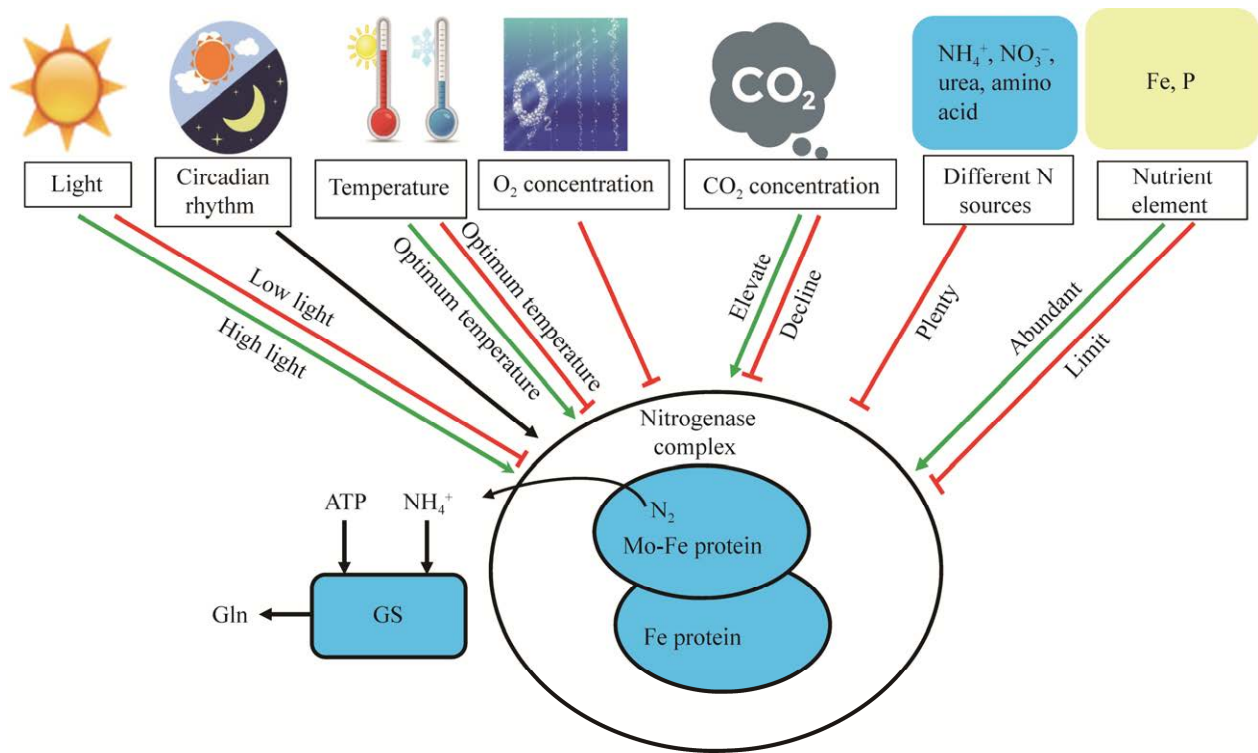 O₂
CO₂
NH₄⁺, NO₃⁻,
urea, amino
acid
Fe, P
Light
Circadian
rhythm
Temperature
O₂ concentration
CO₂ concentration
Different N
sources
Nutrient
element
Low light
High light
Optimum temperature
Optimum temperature
Elevate
Decline
Plenty
Abundant
Limit
Nitrogenase
complex
ATP
NH₄⁺
N₂
Mo-Fe protein
Gln
GS
Fe protein